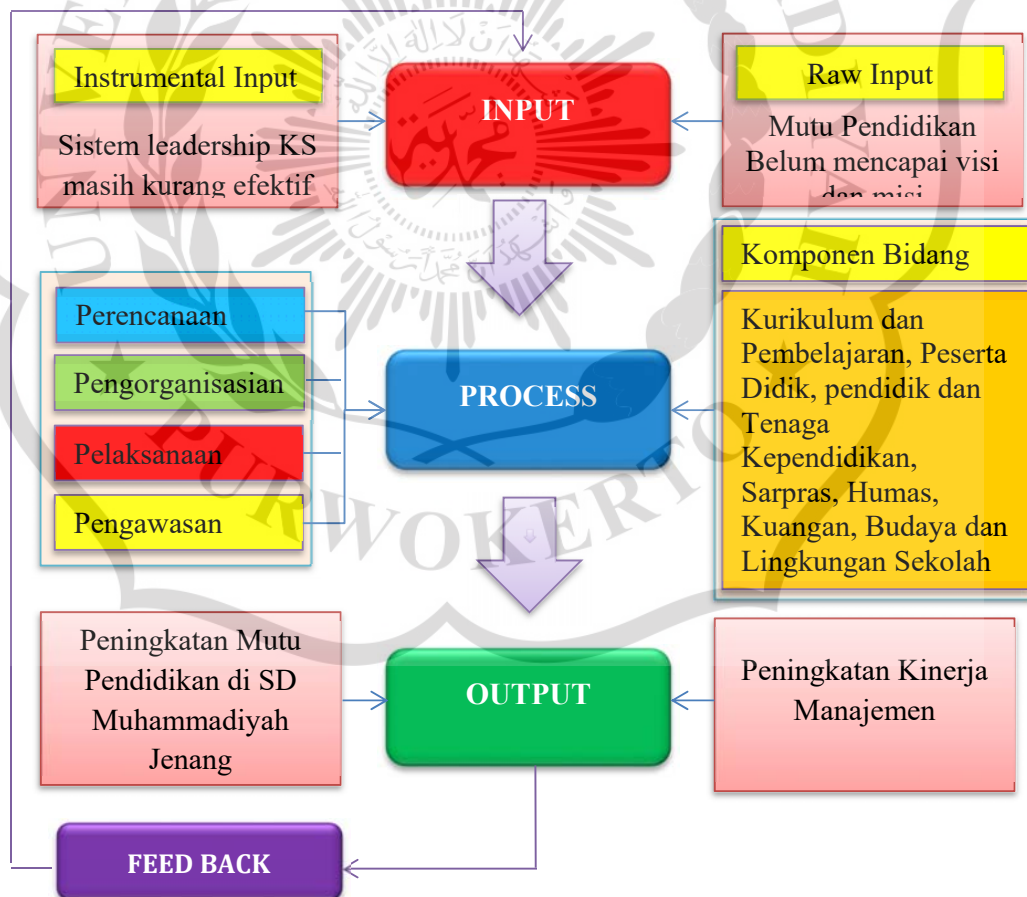 Instrumental Input
Sistem leadership KS
masih kurang efektif
INPUT
Raw Input
Mutu Pendidikan
Belum mencapai visi
dan misi
Perencanaan
Pengorganisasian
Pelaksanaan
Pengawasan
PROCESS
Komponen Bidang
Kurikulum dan
Pembelajaran, Peserta
Didik, pendidik dan
Tenaga
Kependidikan,
Sarpras, Humas,
Kuangan, Budaya dan
Lingkungan Sekolah
Peningkatan Mutu
Pendidikan di SD
Muhammadiyah
Jenang
OUTPUT
Peningkatan Kinerja
Manajemen
FEED BACK
PURWOKERTO